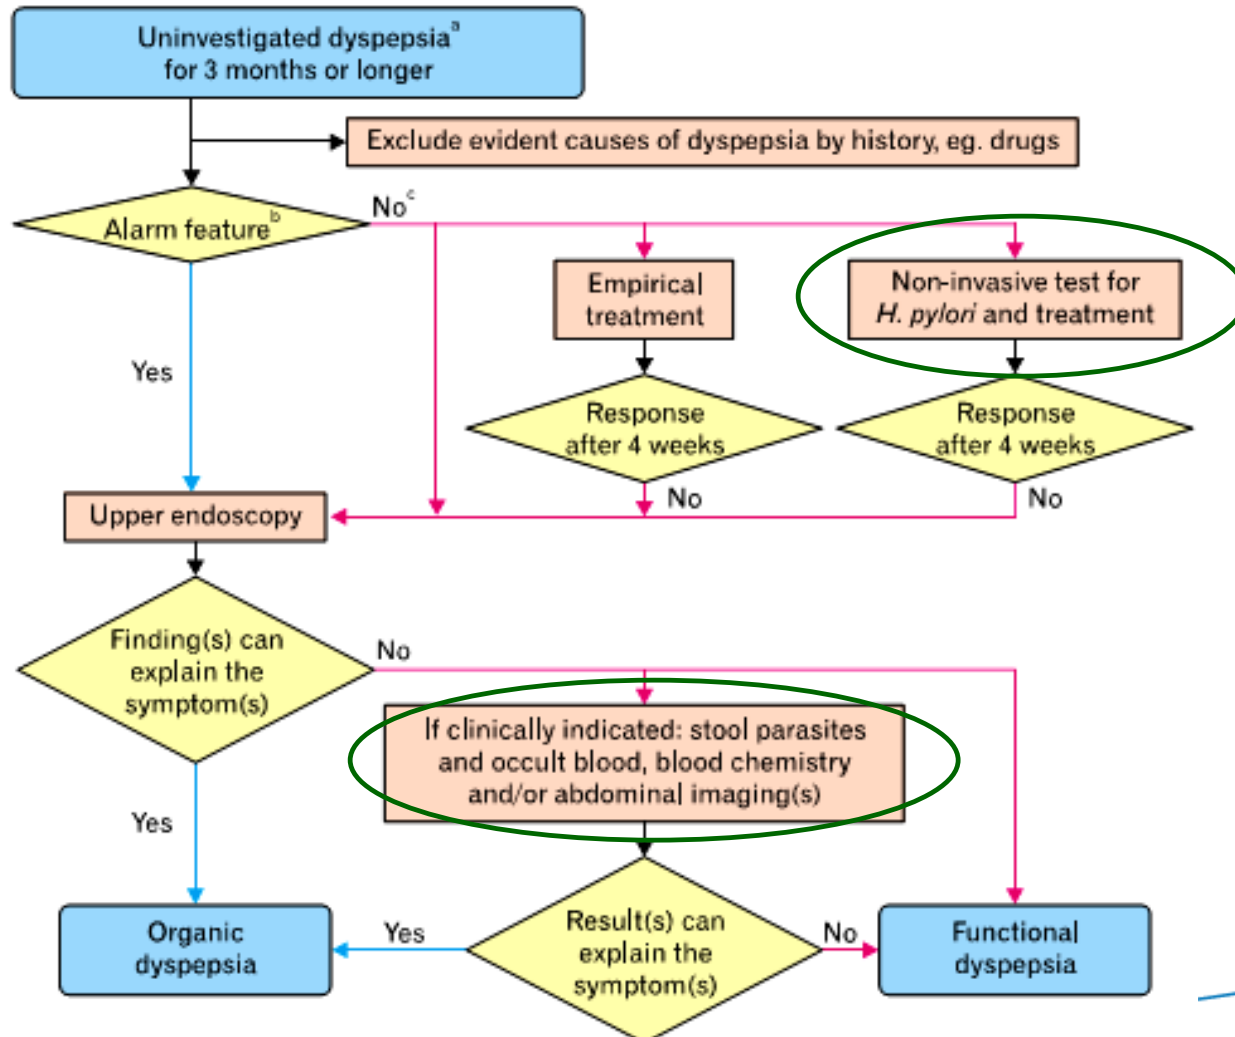 Uninvestigated dyspepsiaᵃ
for 3 months or longer
Exclude evident causes of dyspepsia by history, eg. drugs
Alarm featureᵇ
Noᶜ
Empirical
treatment
Non-invasive test for
H. pylori and treatment
Yes
Response
after 4 weeks
Response
after 4 weeks
No
No
Upper endoscopy
Finding(s) can
explain the
symptom(s)
No
If clinically indicated: stool parasites
and occult blood, blood chemistry
and/or abdominal imaging(s)
Yes
Organic
dyspepsia
Yes
Result(s) can
explain the
symptom(s)
No
Functional
dyspepsia